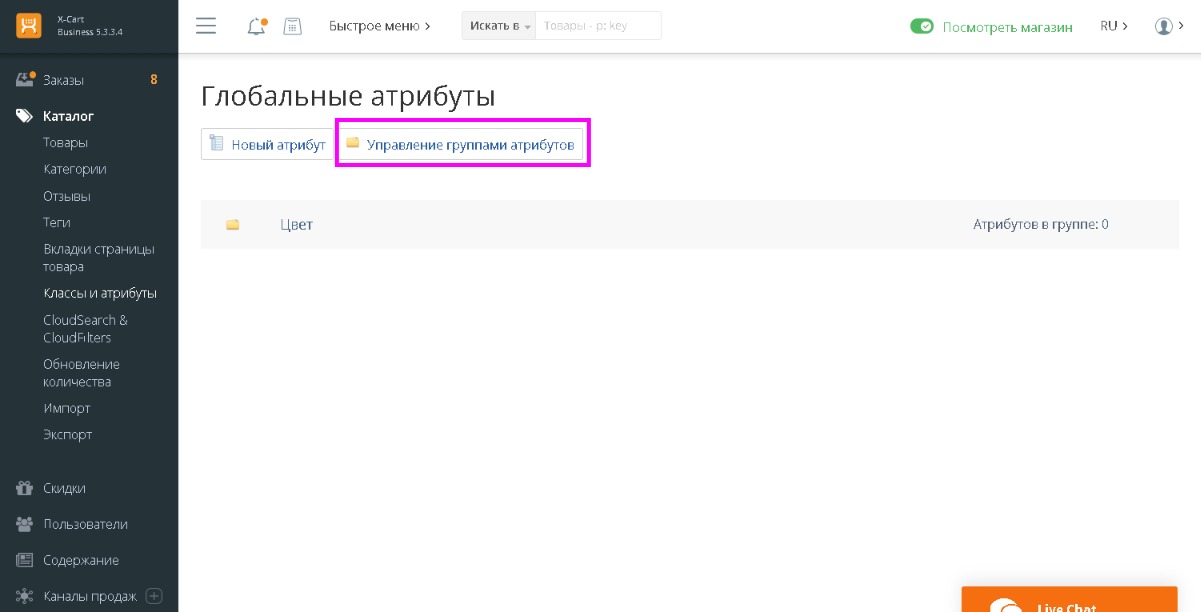 X-Cart
Business 5.3.3.4
Быстрое меню
Искать в
Товары - p: key
Посмотреть магазин
RU
Заказы
8
Каталог
Товары
Категории
Отзывы
Теги
Вкладки страницы
товара
Классы и атрибуты
CloudSearch &
CloudFilters
Обновление
количества
Импорт
Экспорт
Скидки
Пользователи
Содержание
Каналы продаж
Глобальные атрибуты
Новый атрибут
Управление группами атрибутов
Цвет
Атрибутов в группе: 0
Live Chat